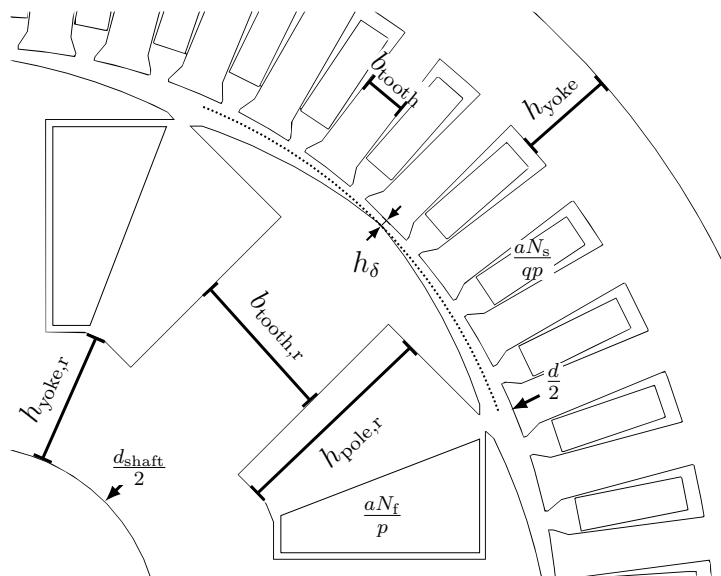 b_tooth
h_yoke
aN_s/qp
h_δ
b_tooth,r
h_yoke,r
d/2
h_pole,r
d_shaft/2
aN_f/p